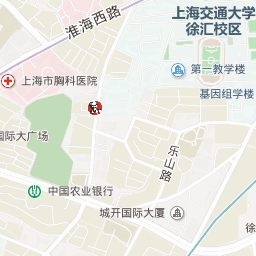 淮海西路
上海交通大学
徐汇校区
第一教学楼
上海市胸科医院
基因组学楼
国际大广场
乐山路
中国农业银行
城开国际大厦
徐